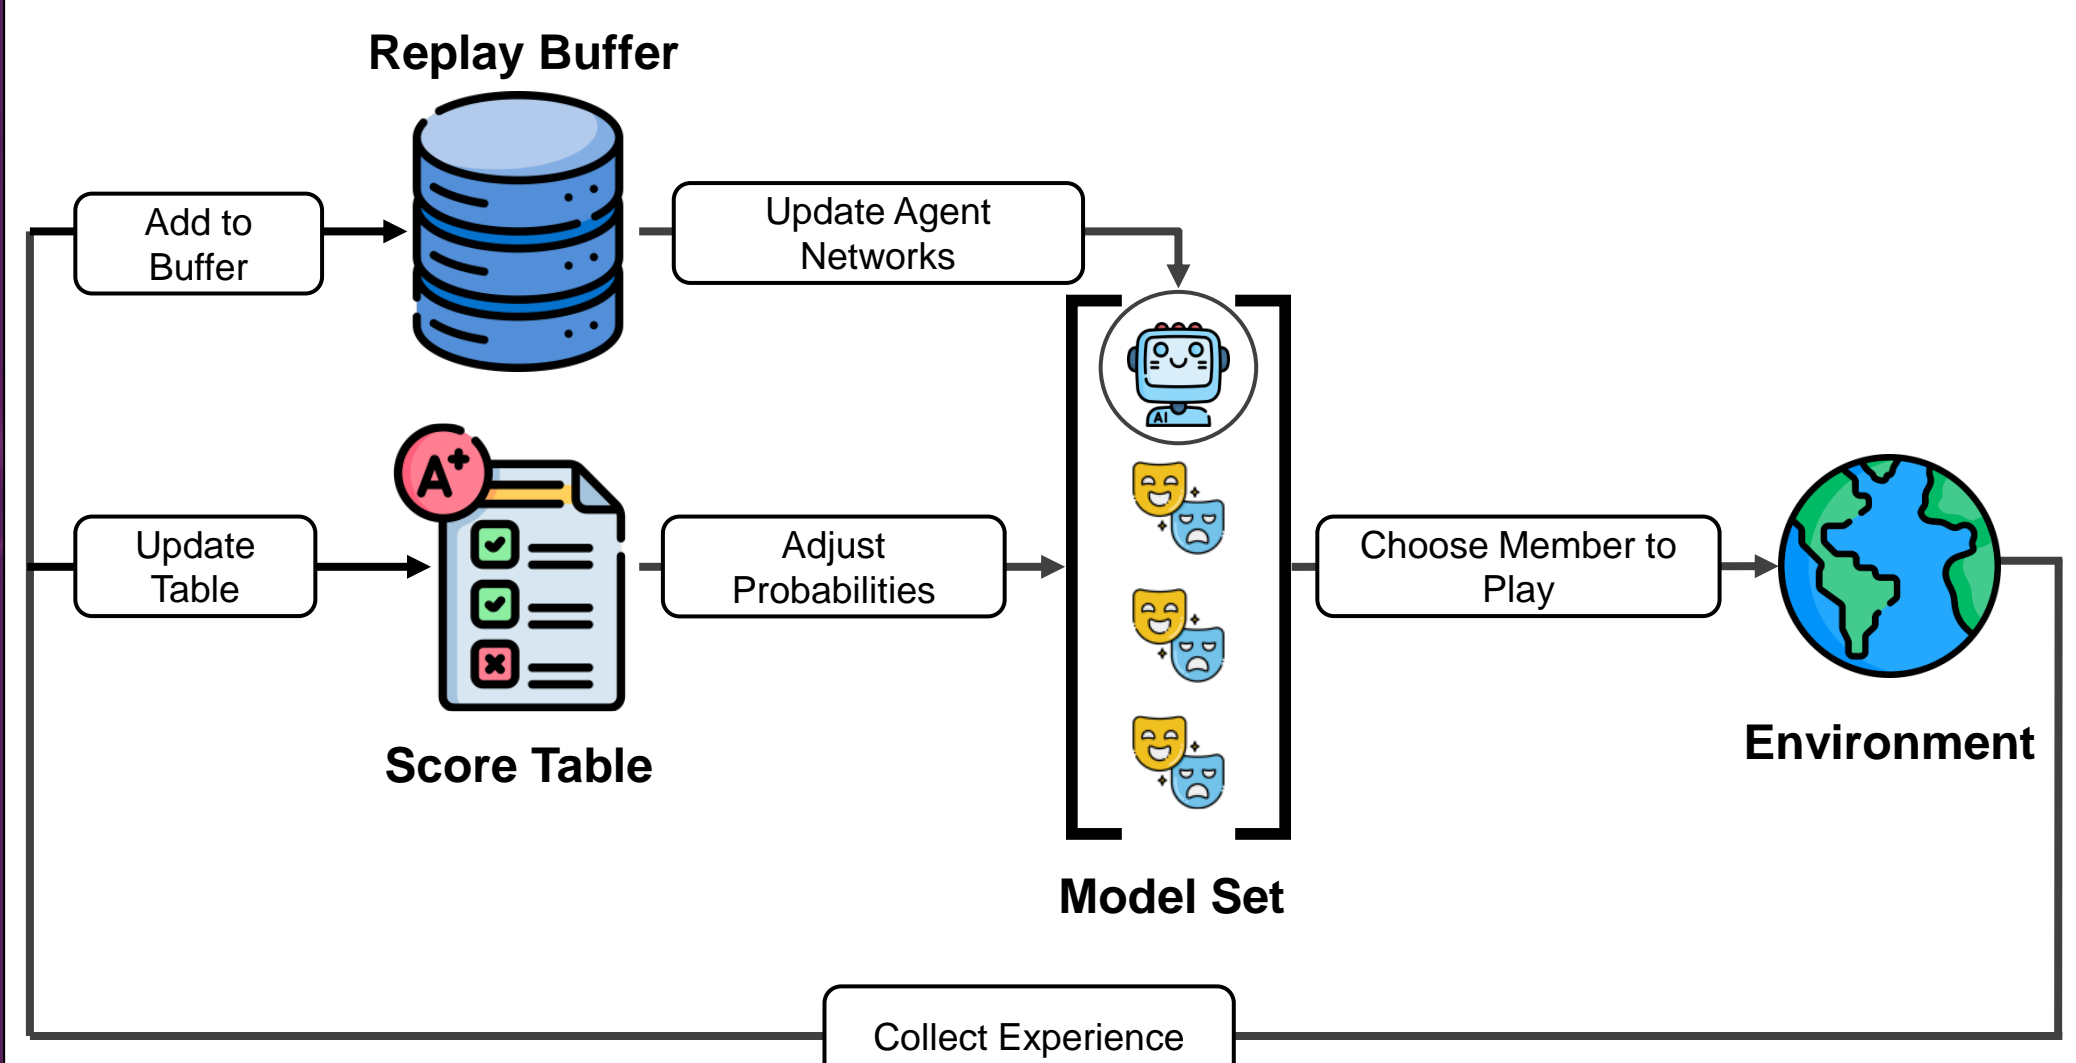 Replay Buffer
Add to
Buffer
Update Agent
Networks
AI
A+
Update
Table
Adjust
Probabilities
Choose Member to
Play
Score Table
Environment
Model Set
Collect Experience